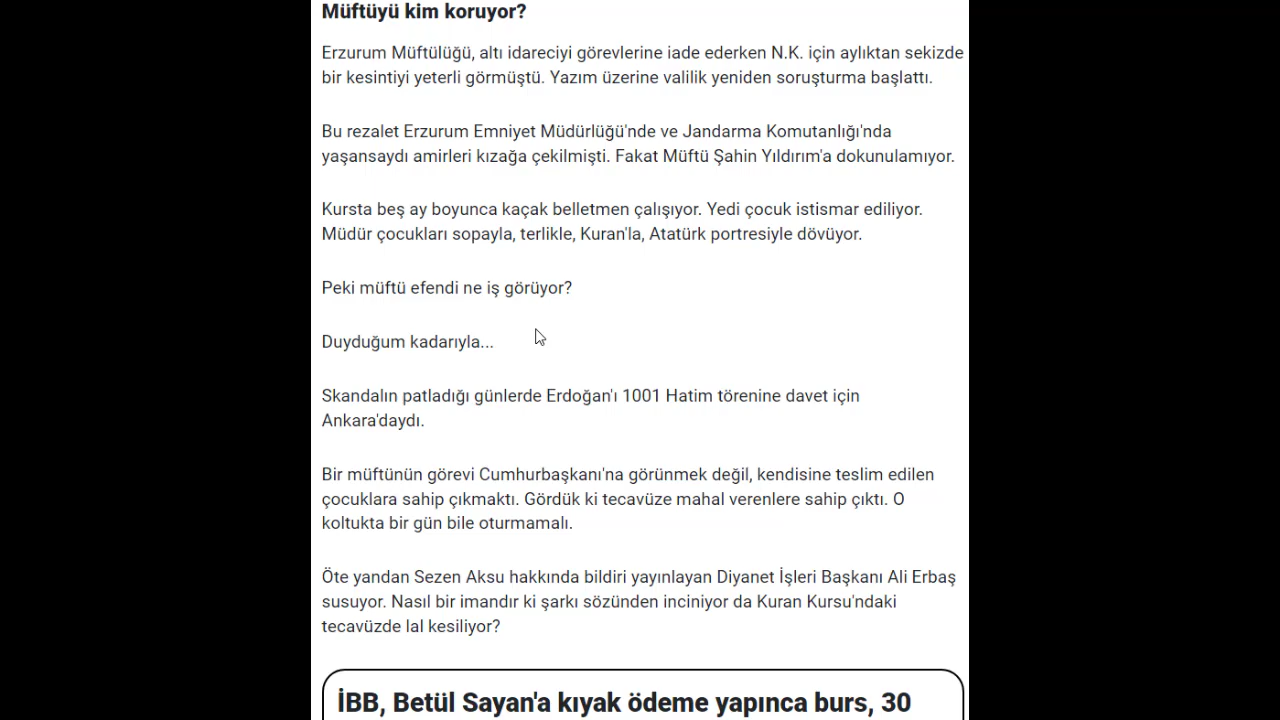 Müftüyü kim koruyor?
Erzurum Müftülüğü, altı idareciyi görevlerine iade ederken N.K. için aylıktan sekizde
bir kesintiyi yeterli görmüştü. Yazım üzerine valilik yeniden soruşturma başlattı.
Bu rezalet Erzurum Emniyet Müdürlüğü'nde ve Jandarma Komutanlığı'nda
yaşansaydı amirleri kızağa çekilmişti. Fakat Müftü Şahin Yıldırım'a dokunulamıyor.
Kursta beş ay boyunca kaçak belletmen çalışıyor. Yedi çocuk istismar ediliyor.
Müdür çocukları sopayla, terlikle, Kuran'la, Atatürk portresiyle dövüyor.
Peki müftü efendi ne iş görüyor?
Duyduğum kadarıyla...
Skandalın patladığı günlerde Erdoğan'ı 1001 Hatim törenine davet için
Ankara'daydı.
Bir müftünün görevi Cumhurbaşkanı'na görünmek değil, kendisine teslim edilen
çocuklara sahip çıkmaktı. Gördük ki tecavüze mahal verenlere sahip çıktı. O
koltukta bir gün bile oturmamalı.
Öte yandan Sezen Aksu hakkında bildiri yayınlayan Diyanet İşleri Başkanı Ali Erbaş
susuyor. Nasıl bir imandır ki şarkı sözünden inciniyor da Kuran Kursu'ndaki
tecavüzde lal kesiliyor?
İBB, Betül Sayan'a kıyak ödeme yapınca burs, 30